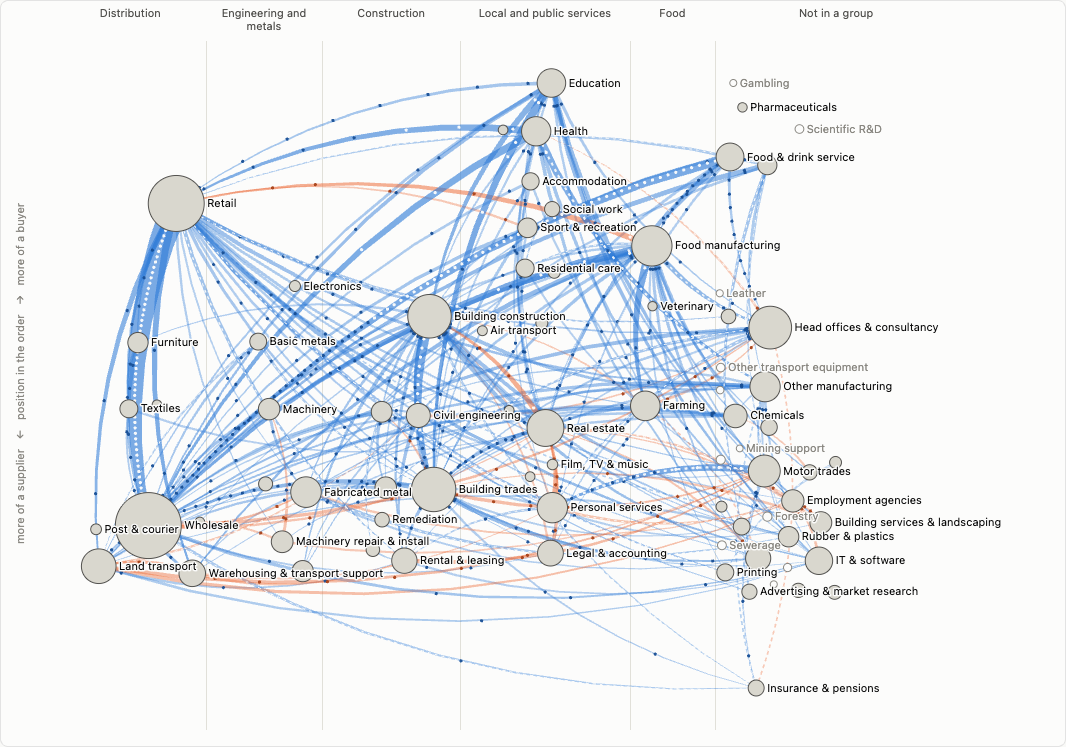 Distribution
Engineering and
metals
Construction
Local and public services
Food
Not in a group
position in the order
← more of a supplier
→ more of a buyer
Education
Gambling
Pharmaceuticals
Health
Scientific R&D
Food & drink service
Accommodation
Retail
Social work
Sport & recreation
Food manufacturing
Residential care
Electronics
Leather
Veterinary
Building construction
Air transport
Head offices & consultancy
Furniture
Basic metals
Other transport equipment
Other manufacturing
Textiles
Machinery
Civil engineering
Farming
Chemicals
Real estate
Mining support
Film, TV & music
Motor trades
Fabricated metal
Building trades
Employment agencies
Personal services
Forestry
Post & courier
Wholesale
Remediation
Building services & landscaping
Rubber & plastics
Machinery repair & install
Sewerage
Legal & accounting
Rental & leasing
IT & software
Land transport
Warehousing & transport support
Printing
Advertising & market research
Insurance & pensions